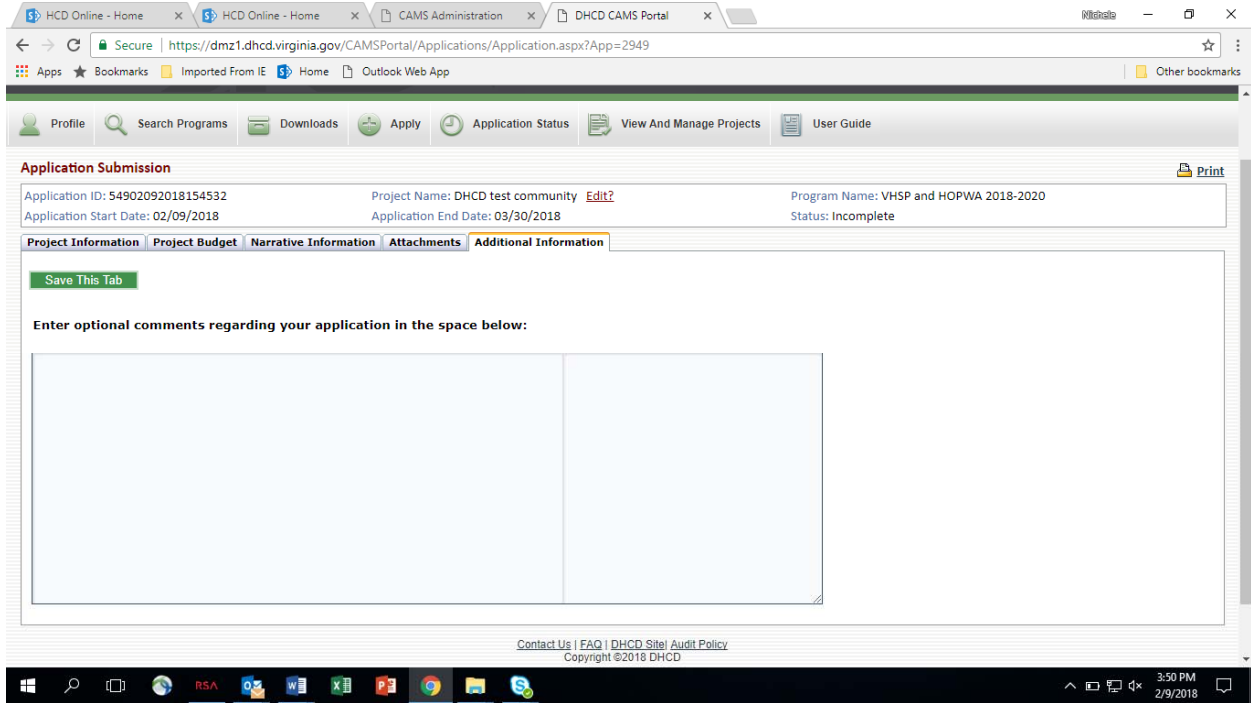 HCD Online - Home
HCD Online - Home
CAMS Administration
DHCD CAMS Portal
Michele
Secure | https://dmz1.dhcd.virginia.gov/CAMSPortal/Applications/Application.aspx?App=2949
Apps Bookmarks Imported From IE Home Outlook Web App Other bookmarks
Profile Search Programs Downloads Apply Application Status View And Manage Projects User Guide
Application Submission Print
Application ID: 54902092018154532 Project Name: DHCD test community Edit? Program Name: VHSP and HOPWA 2018-2020
Application Start Date: 02/09/2018 Application End Date: 03/30/2018 Status: Incomplete
Project Information Project Budget Narrative Information Attachments Additional Information
Save This Tab
Enter optional comments regarding your application in the space below:
Contact Us | FAQ | DHCD Site| Audit Policy
Copyright ©2018 DHCD
RSA
3:50 PM
2/9/2018